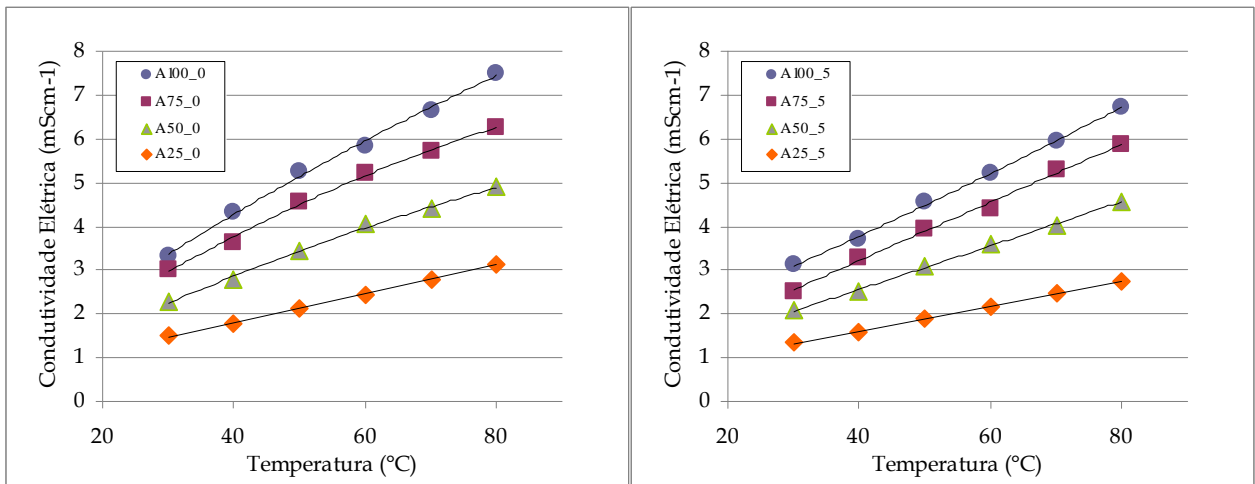 Condutividade Elétrica (mScm-1)
8
7
6
5
4
3
2
1
0
A100_0
A75_0
A50_0
A25_0
20
40
60
80
Temperatura (°C)
Condutividade Elétrica (mScm-1)
8
7
6
5
4
3
2
1
0
A100_5
A75_5
A50_5
A25_5
20
40
60
80
Temperatura (°C)